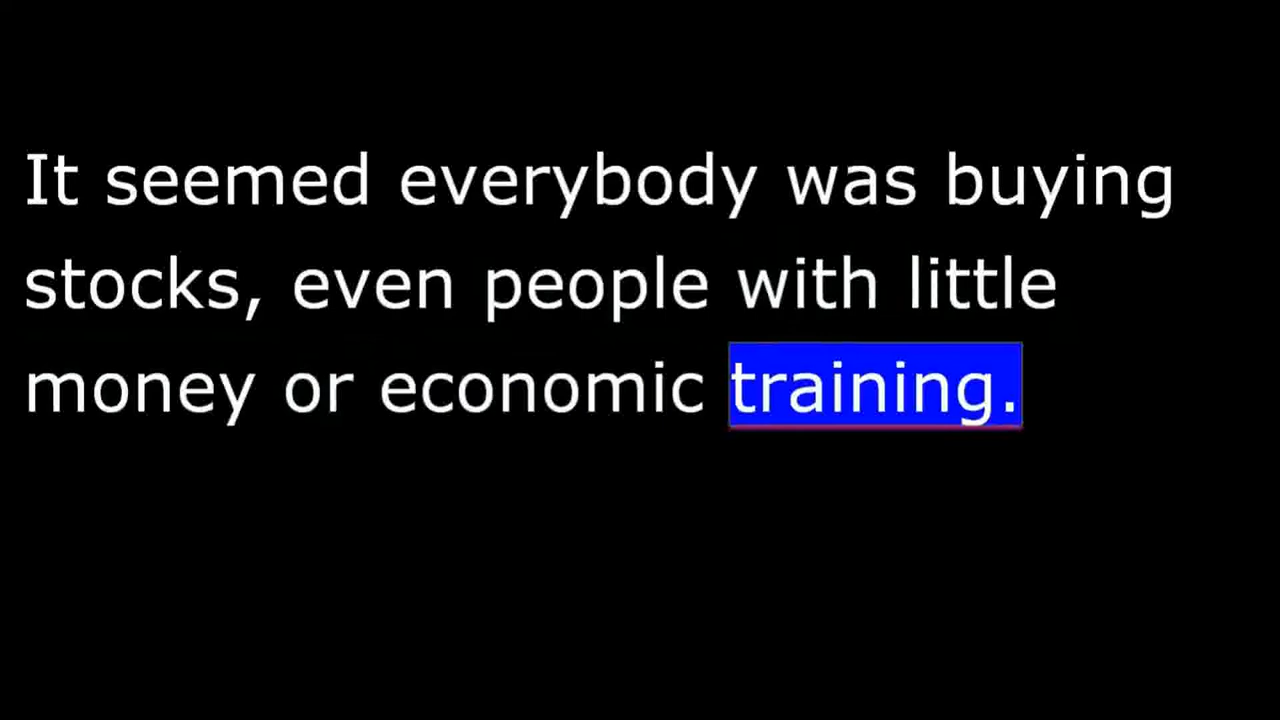 It seemed everybody was buying
stocks, even people with little
money or economic training.